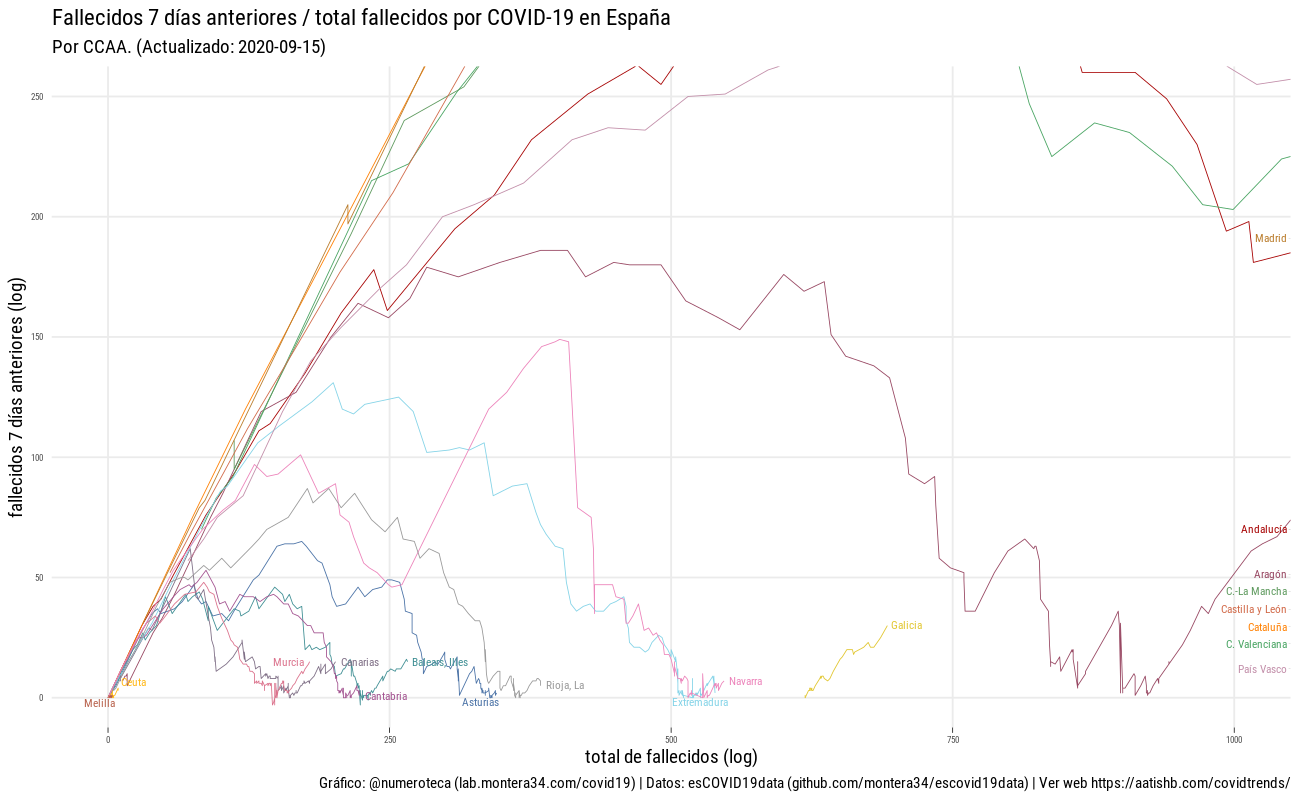 Fallecidos 7 días anteriores / total fallecidos por COVID-19 en España
Por CCAA. (Actualizado: 2020-09-15)
fallecidos 7 días anteriores (log)
250
200
150
100
50
0
Madrid
Andalucía
Aragón
C.-La Mancha
Castilla y León
Cataluña
C. Valenciana
País Vasco
Galicia
Murcia
Canarias
Balears, Illes
Ceuta
Rioja, La
Navarra
Cantabria
Melilla
Asturias
Extremadura
0
250
500
750
1000
total de fallecidos (log)
Gráfico: @numeroteca (lab.montera34.com/covid19) | Datos: esCOVID19data (github.com/montera34/escovid19data) | Ver web https://aatishb.com/covidtrends/